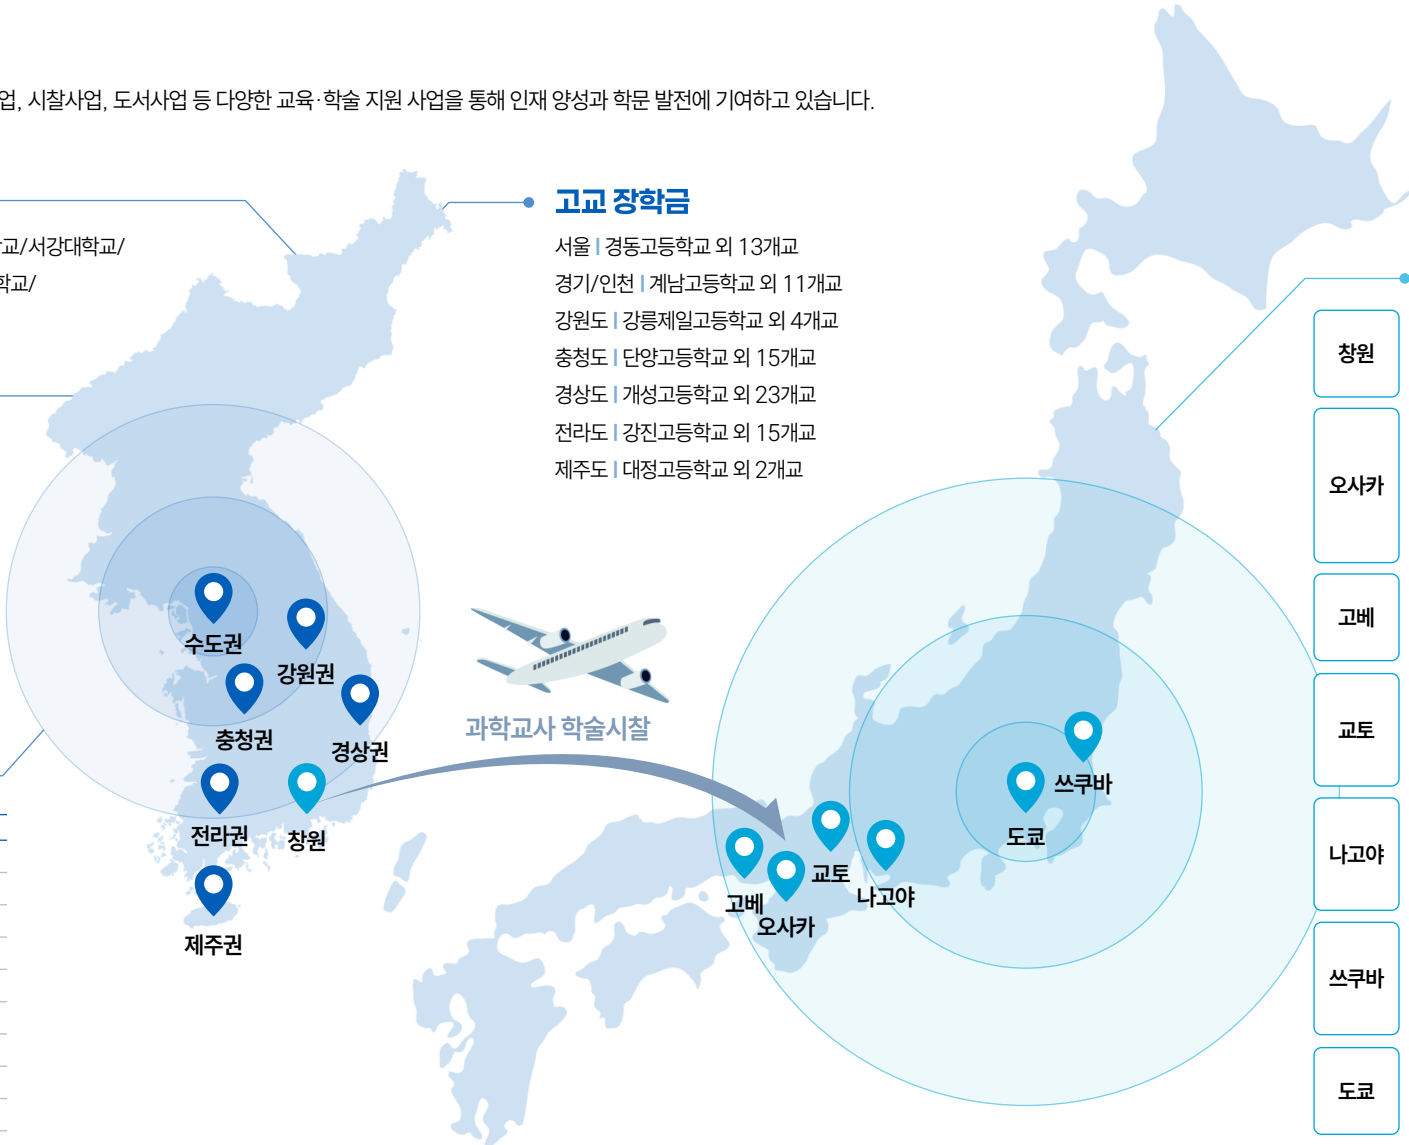 업, 시찰사업, 도서사업 등 다양한 교육·학술 지원 사업을 통해 인재 양성과 학문 발전에 기여하고 있습니다.
교/서강대학교/
학교/
고교 장학금
서울 | 경동고등학교 외 13개교
경기/인천 | 계남고등학교 외 11개교
강원도 | 강릉제일고등학교 외 4개교
충청도 | 단양고등학교 외 15개교
경상도 | 개성고등학교 외 23개교
전라도 | 강진고등학교 외 15개교
제주도 | 대정고등학교 외 2개교
수도권
강원권
충청권
경상권
전라권
창원
제주권
과학교사 학술시찰
고베
오사카
교토
나고야
도쿄
쓰쿠바
창원
오사카
고베
교토
나고야
쓰쿠바
도쿄